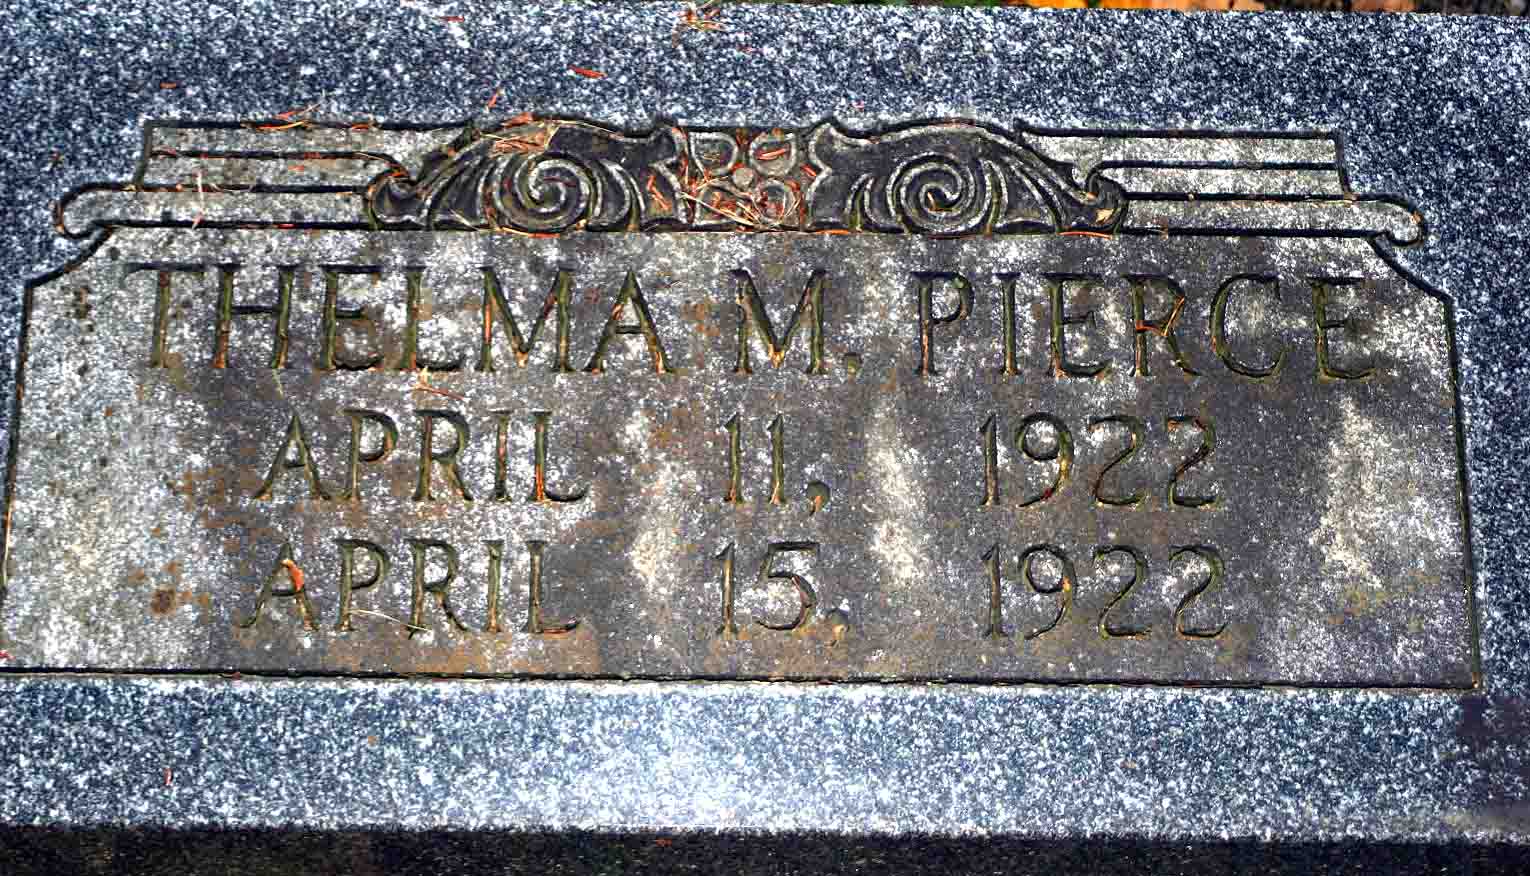 THELMA M. PIERCE
APRIL 11, 1922
APRIL 15, 1922